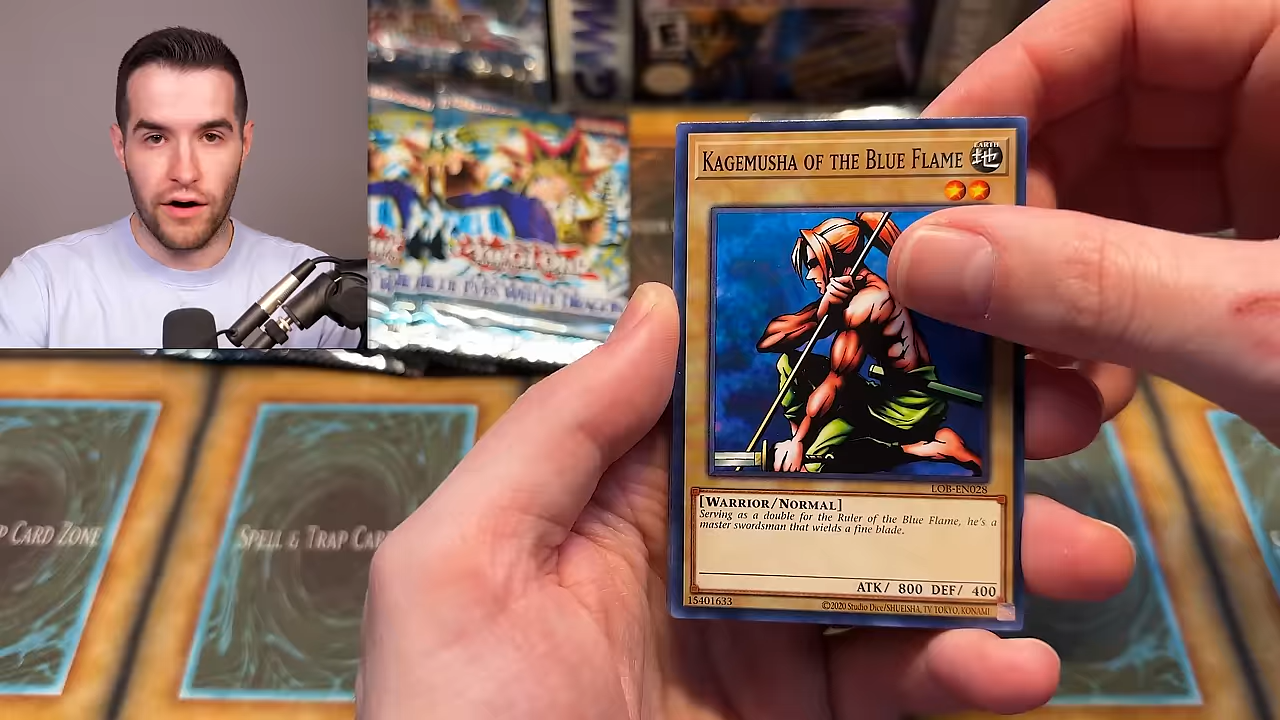 KAGEMUSHA OF THE BLUE FLAME
EARTH
地
LOB-EN028
[WARRIOR/NORMAL]
Serving as a double for the Ruler of the Blue Flame, he's a
master swordsman that wields a fine blade.
ATK/ 800 DEF/ 400
15401633
©2020 Studio Dice/SHUEISHA, TV TOKYO, KONAMI
CARD ZONE
SPELL & TRAP CAR